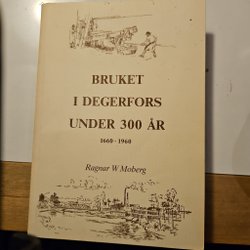 BRUKET
I DEGERFORS
UNDER 300 ÅR
1660-1960
Ragnar W Moberg